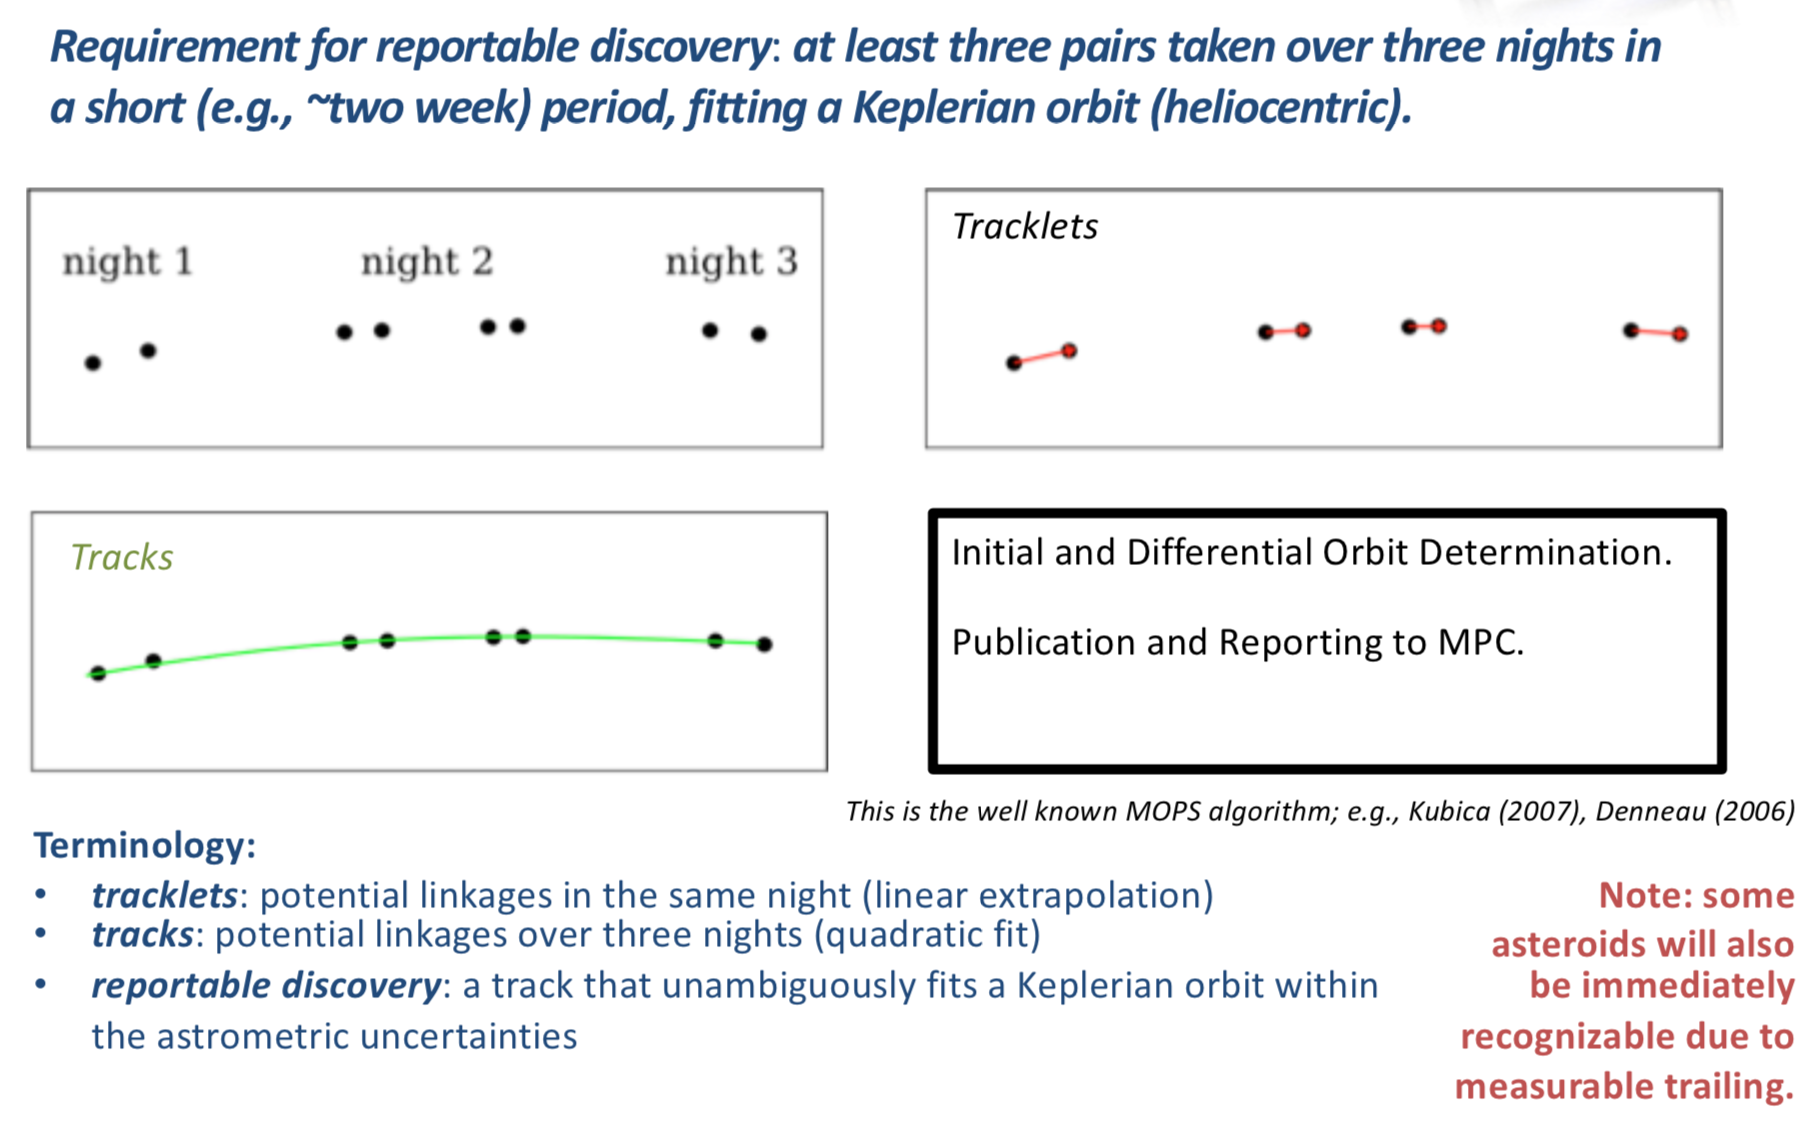 Requirement for reportable discovery: at least three pairs taken over three nights in
a short (e.g., ~two week) period, fitting a Keplerian orbit (heliocentric).
night 1
night 2
night 3
Tracklets
Tracks
Initial and Differential Orbit Determination.
Publication and Reporting to MPC.
This is the well known MOPS algorithm; e.g., Kubica (2007), Denneau (2006)
Terminology:
• tracklets: potential linkages in the same night (linear extrapolation)
• tracks: potential linkages over three nights (quadratic fit)
• reportable discovery: a track that unambiguously fits a Keplerian orbit within
the astrometric uncertainties
Note: some
asteroids will also
be immediately
recognizable due to
measurable trailing.